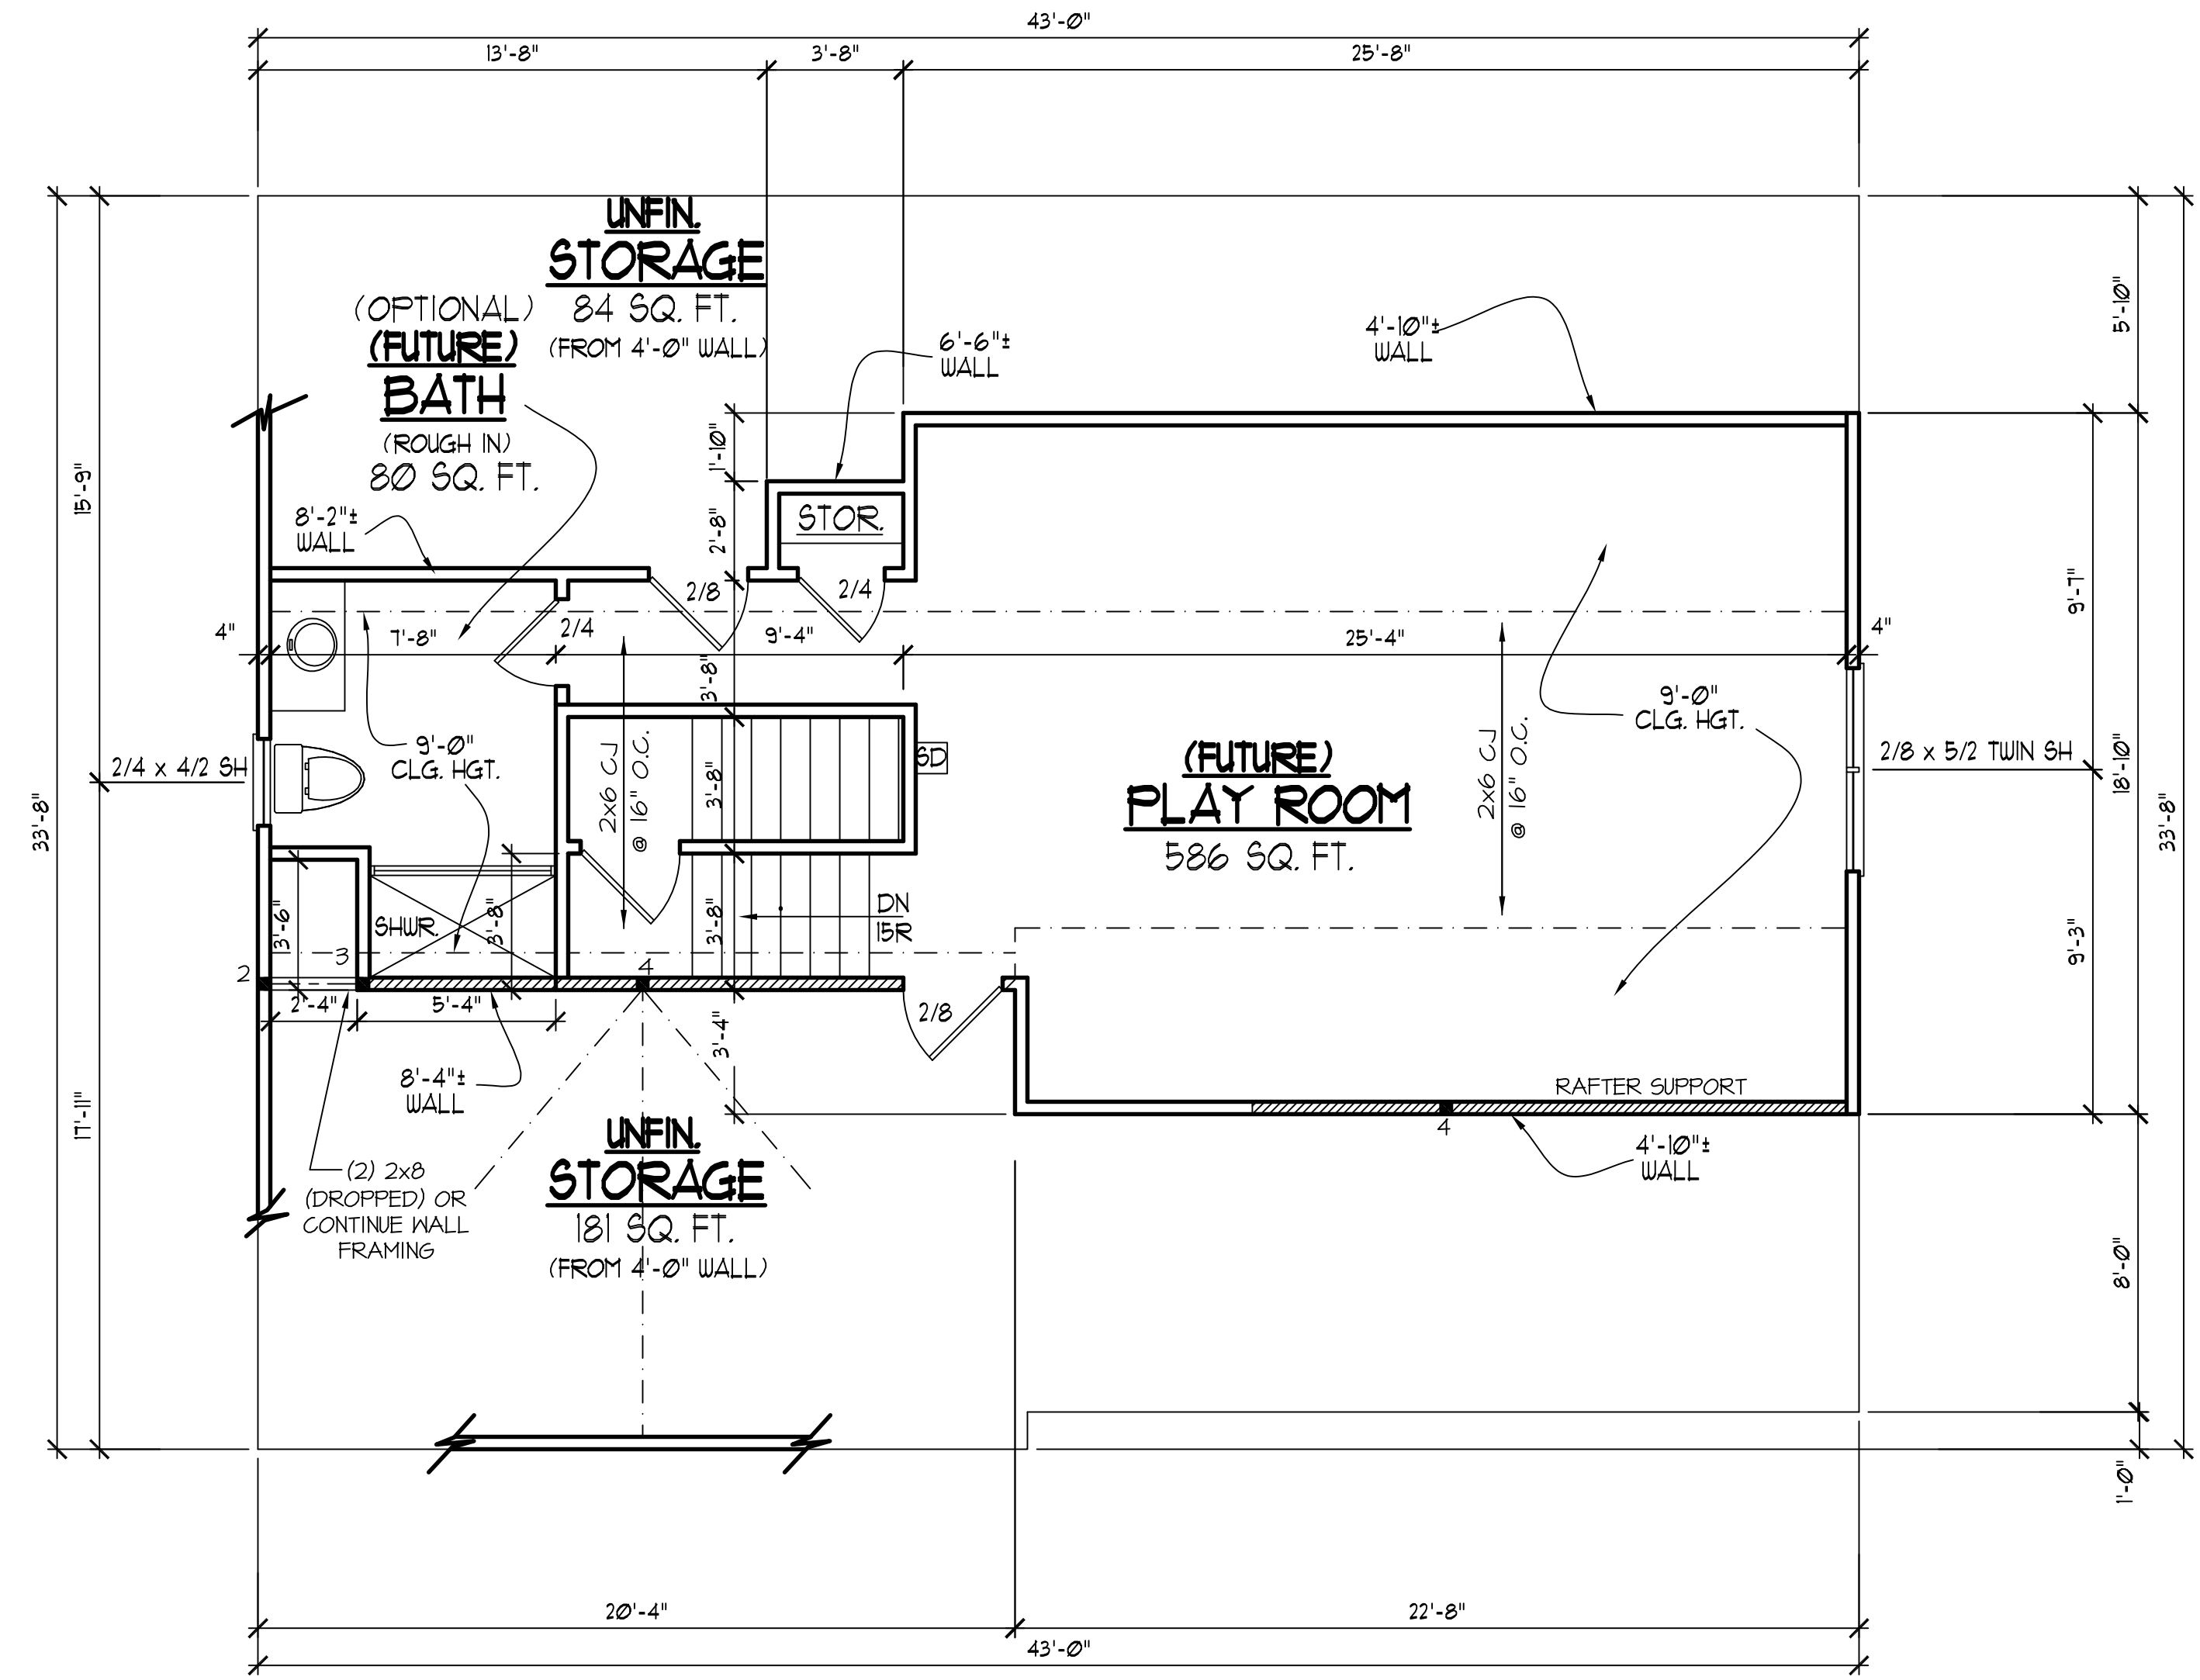 43'-0"
13'-8" 3'-8" 25'-8"
UNFIN.
STORAGE
84 SQ. FT.
(FROM 4'-0" WALL)
(OPTIONAL)
(FUTURE)
BATH
(ROUGH IN)
80 SQ. FT.
6'-6"±
WALL
4'-10"±
WALL
5'-10"
15'-9"
1'-10"
8'-2"±
WALL
2'-8"
STOR.
2/8
2/4
9'-7"
4"
7'-8"
2/4
9'-4"
25'-4"
4"
3'-8"
9'-0"
CLG. HGT.
9'-0"
CLG. HGT.
2/4 x 4/2 SH
2x6 CJ
@ 16" O.C.
3'-8"
SD
(FUTURE)
PLAY ROOM
586 SQ. FT.
2x6 CJ
@ 16" O.C.
2/8 x 5/2 TWIN SH
18'-10"
33'-8"
33'-8"
3'-6"
SHWR.
3'-8"
3'-8"
DN
15R
9'-3"
2
3
4
2'-4"
5'-4"
2/8
3'-4"
17'-11"
8'-4"±
WALL
RAFTER SUPPORT
4
4'-10"±
WALL
UNFIN.
STORAGE
181 SQ. FT.
(FROM 4'-0" WALL)
(2) 2x8
(DROPPED) OR
CONTINUE WALL
FRAMING
8'-0"
1'-0"
20'-4" 22'-8"
43'-0"